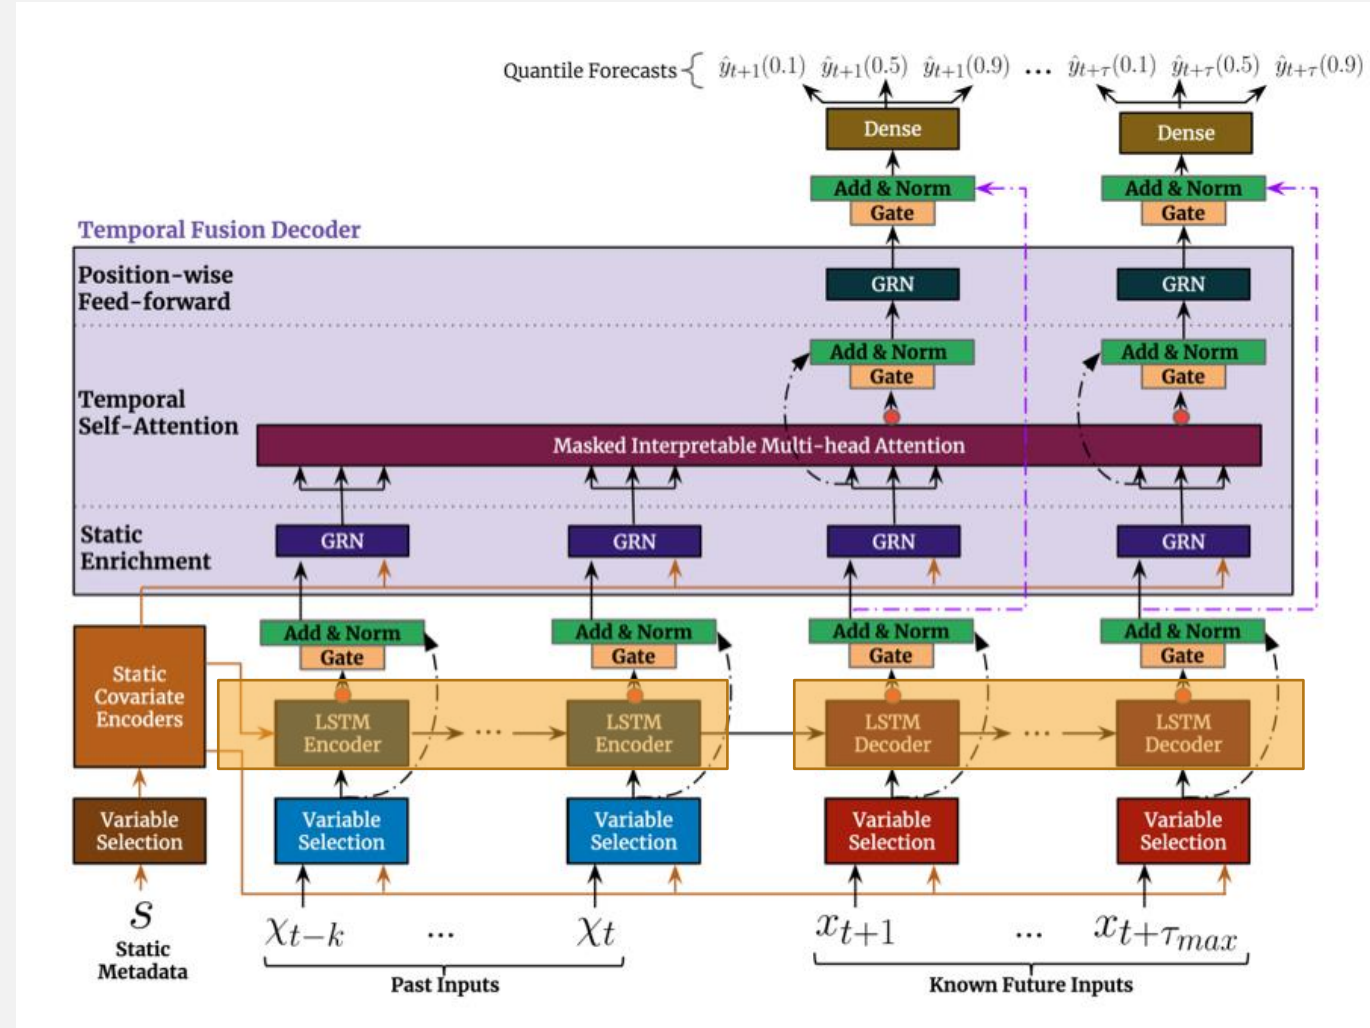 Quantile Forecasts { ŷt+1(0.1) ŷt+1(0.5) ŷt+1(0.9) ... ŷt+τ(0.1) ŷt+τ(0.5) ŷt+τ(0.9)
Dense Dense
Add & Norm Add & Norm
Gate Gate
Temporal Fusion Decoder
Position-wise
Feed-forward
GRN GRN
Add & Norm Add & Norm
Gate Gate
Temporal
Self-Attention
Masked Interpretable Multi-head Attention
Static
Enrichment
GRN GRN GRN GRN
Add & Norm Add & Norm Add & Norm Add & Norm
Gate Gate Gate Gate
Static
Covariate
Encoders
LSTM
Encoder
...
LSTM
Encoder
LSTM
Decoder
...
LSTM
Decoder
Variable
Selection
Variable
Selection
Variable
Selection
Variable
Selection
Variable
Selection
s
Static
Metadata
χt−k ... χt xt+1 ... xt+τmax
Past Inputs Known Future Inputs